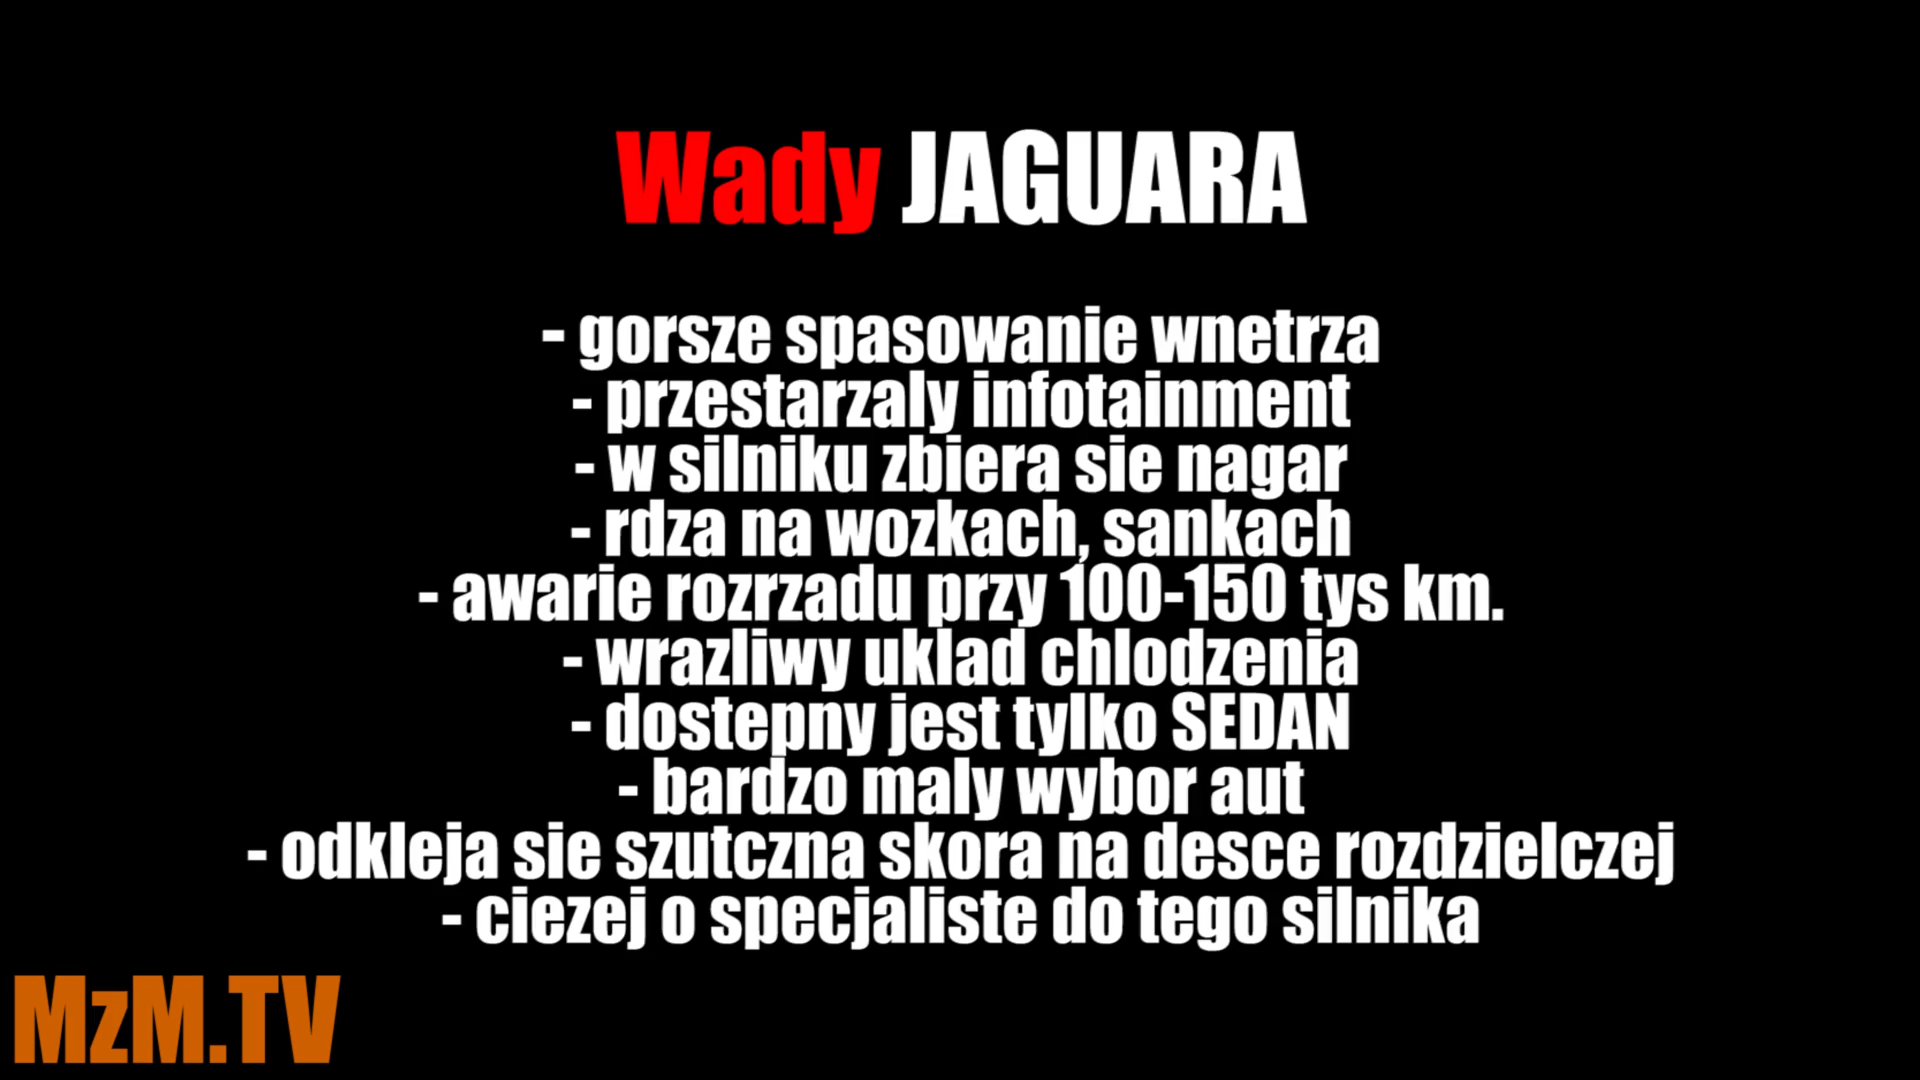 Wady JAGUARA
- gorsze spasowanie wnetrza
- przestarzaly infotainment
- w silniku zbiera sie nagar
- rdza na wozkach, sankach
- awarie rozrzadu przy 100-150 tys km.
- wrazliwy uklad chlodzenia
- dostepny jest tylko SEDAN
- bardzo maly wybor aut
- odkleja sie szutczna skora na desce rozdzielczej
- ciezej o specjaliste do tego silnika
MzM.TV